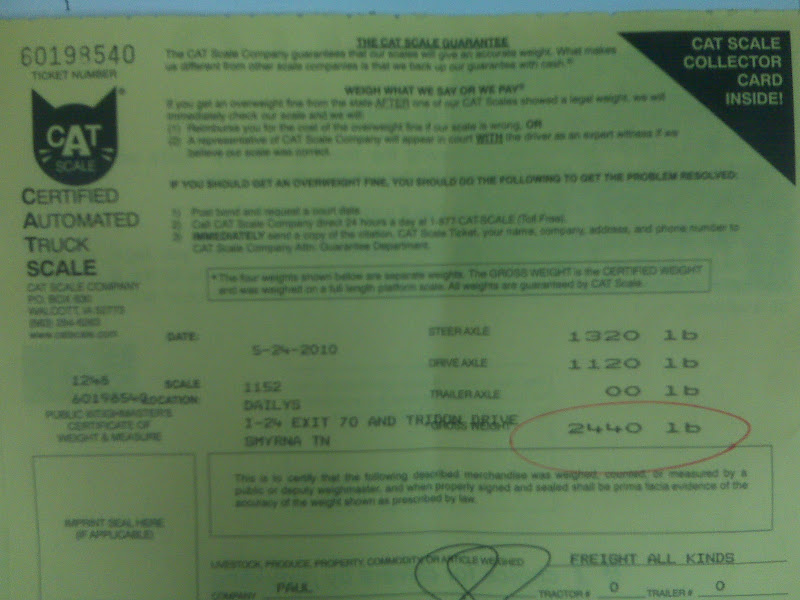 60198540
TICKET NUMBER
CAT
SCALE
®
CERTIFIED
AUTOMATED
TRUCK
SCALE
CAT SCALE COMPANY
P.O. BOX 630
WALCOTT, IA 52773
(563) 284-6263
www.catscale.com
THE CAT SCALE GUARANTEE
The CAT Scale Company guarantees that our scales will give an accurate weight. What makes
us different from other scale companies is that we back up our guarantee with cash.®
WEIGH WHAT WE SAY OR WE PAY®
If you get an overweight fine from the state AFTER one of our CAT Scales showed a legal weight, we will
immediately check our scale and we will:
(1) Reimburse you for the cost of the overweight fine if our scale is wrong, OR
(2) A representative of CAT Scale Company will appear in court WITH the driver as an expert witness if we
believe our scale was correct.
IF YOU SHOULD GET AN OVERWEIGHT FINE, YOU SHOULD DO THE FOLLOWING TO GET THE PROBLEM RESOLVED:
1) Post bond and request a court date.
2) Call CAT Scale Company direct 24 hours a day at 1-877-CAT-SCALE (Toll Free).
3) IMMEDIATELY send a copy of the citation, CAT Scale Ticket, your name, company, address, and phone number to
CAT Scale Company Attn: Guarantee Department.
CAT SCALE
COLLECTOR
CARD
INSIDE!
* The four weights shown below are separate weights. The GROSS WEIGHT is the CERTIFIED WEIGHT
and was weighed on a full length platform scale. All weights are guaranteed by CAT Scale.
DATE:
5-24-2010
STEER AXLE 1320 lb
DRIVE AXLE 1120 lb
TRAILER AXLE 00 lb
GROSS WEIGHT 2440 lb
1246
60198540
SCALE
LOCATION:
1152
DAILYS
I-24 EXIT 70 AND TRIDON DRIVE
SMYRNA TN
PUBLIC WEIGHMASTER'S
CERTIFICATE OF
WEIGHT & MEASURE
IMPRINT SEAL HERE
(IF APPLICABLE)
This is to certify that the following described merchandise was weighed, counted, or measured by a
public or deputy weighmaster, and when properly signed and sealed shall be prima facia evidence of the
accuracy of the weight shown as prescribed by law.
LIVESTOCK, PRODUCE, PROPERTY, COMMODITY, OR ARTICLE WEIGHED FREIGHT ALL KINDS
COMPANY PAUL TRACTOR # 0 TRAILER # 0